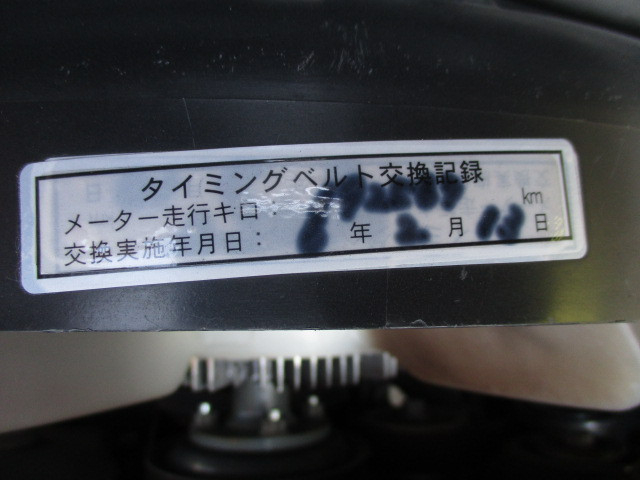 タイミングベルト交換記録
メーター走行キロ: km
交換実施年月日: 年 月 日